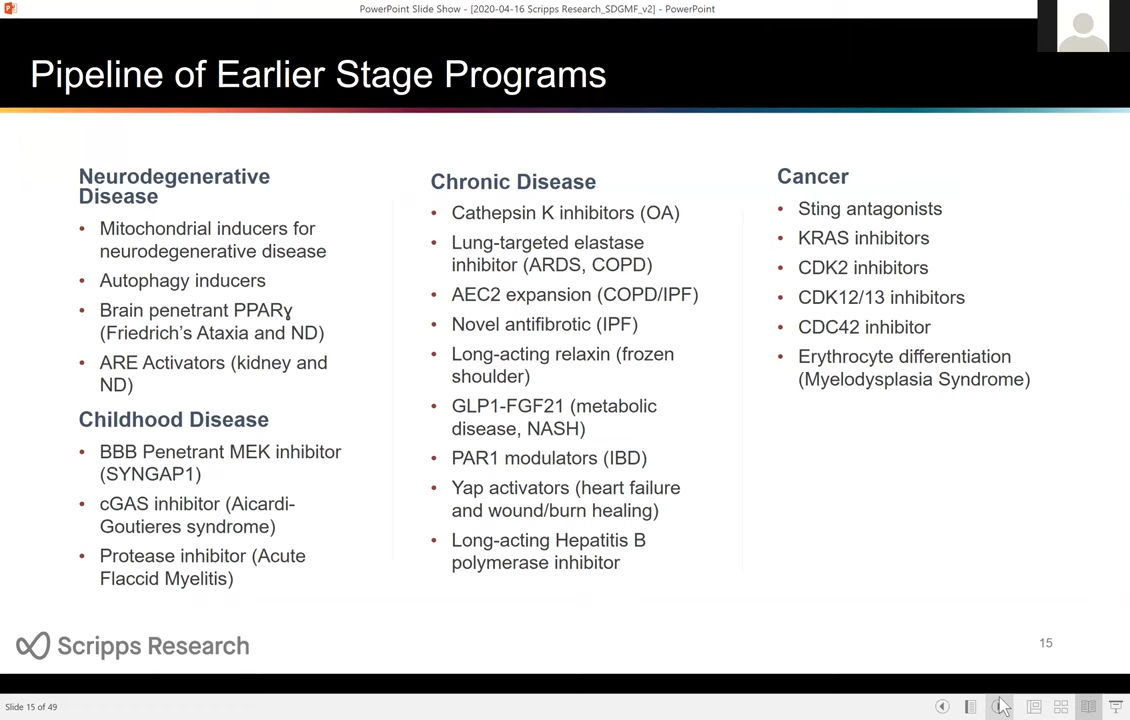 PowerPoint Slide Show - [2020-04-16 Scripps Research_SDGMF_v2] - PowerPoint
Pipeline of Earlier Stage Programs
Neurodegenerative
Disease
• Mitochondrial inducers for
neurodegenerative disease
• Autophagy inducers
• Brain penetrant PPARɣ
(Friedrich's Ataxia and ND)
• ARE Activators (kidney and
ND)
Childhood Disease
• BBB Penetrant MEK inhibitor
(SYNGAP1)
• cGAS inhibitor (Aicardi-
Goutieres syndrome)
• Protease inhibitor (Acute
Flaccid Myelitis)
Chronic Disease
• Cathepsin K inhibitors (OA)
• Lung-targeted elastase
inhibitor (ARDS, COPD)
• AEC2 expansion (COPD/IPF)
• Novel antifibrotic (IPF)
• Long-acting relaxin (frozen
shoulder)
• GLP1-FGF21 (metabolic
disease, NASH)
• PAR1 modulators (IBD)
• Yap activators (heart failure
and wound/burn healing)
• Long-acting Hepatitis B
polymerase inhibitor
Cancer
• Sting antagonists
• KRAS inhibitors
• CDK2 inhibitors
• CDK12/13 inhibitors
• CDC42 inhibitor
• Erythrocyte differentiation
(Myelodysplasia Syndrome)
Scripps Research
15
Slide 15 of 49